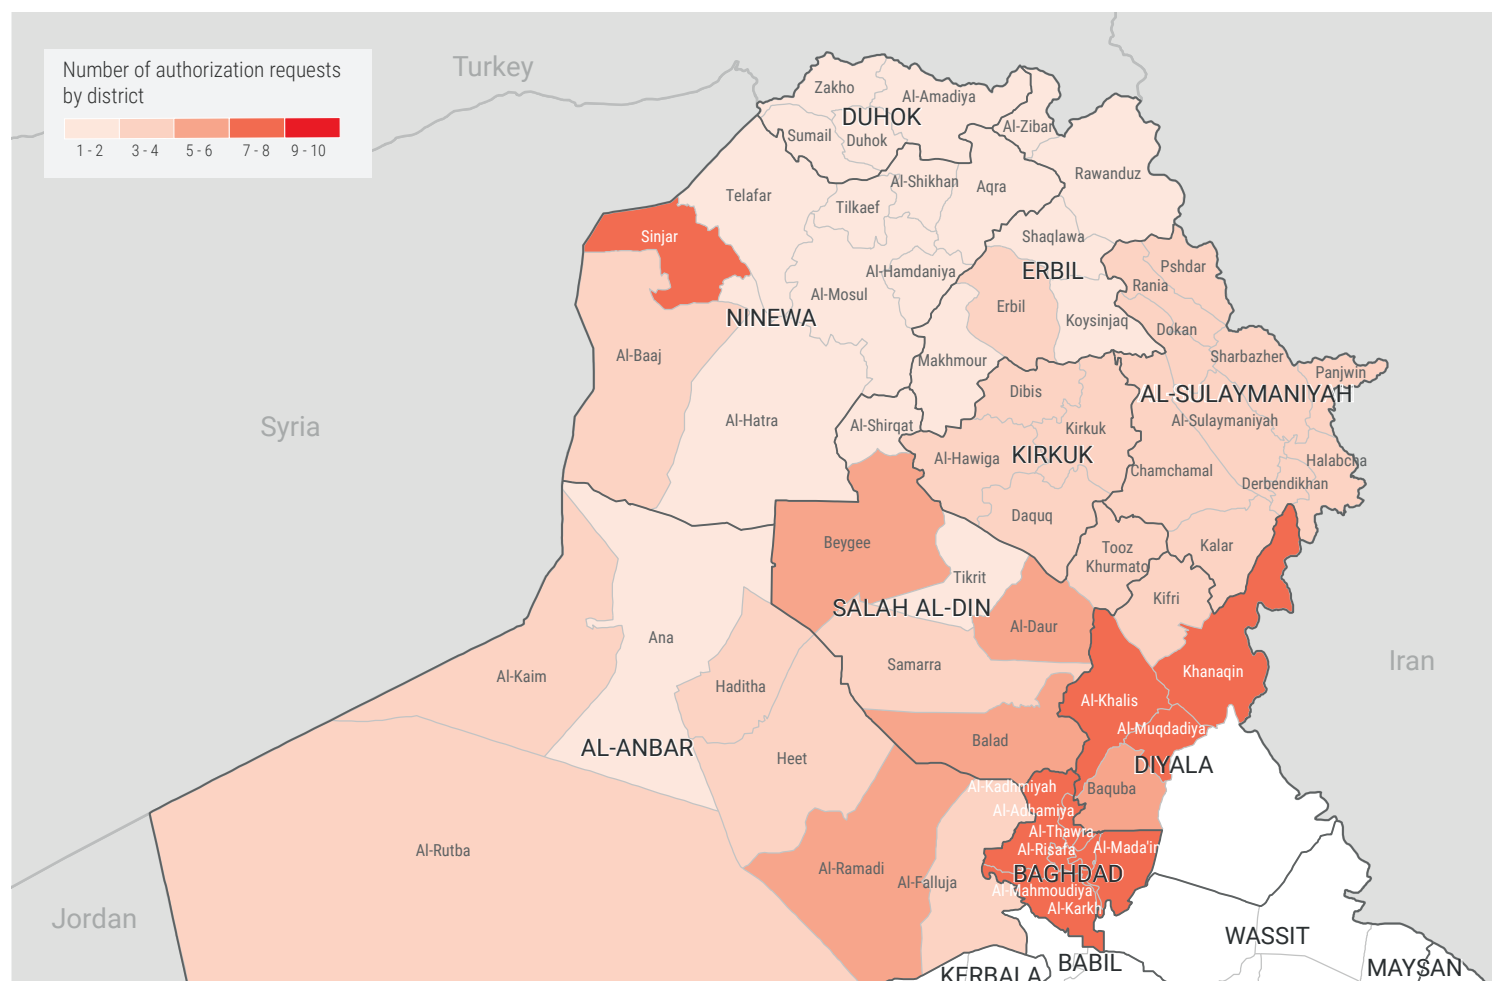 Number of authorization requests
by district
1 - 2
3 - 4
5 - 6
7 - 8
9 - 10
Turkey
Syria
Jordan
Iran
Zakho
Al-Amadiya
DUHOK
Sumail
Duhok
Al-Zibar
Rawanduz
Telafar
Al-Shikhan
Aqra
Tilkaef
Sinjar
Shaqlawa
ERBIL
Al-Hamdaniya
Al-Mosul
Pshdar
Rania
Erbil
Koysinjaq
NINEWA
Dokan
Al-Baaj
Makhmour
Sharbazher
Panjwin
Dibis
AL-SULAYMANIYAH
Al-Hatra
Al-Shirqat
Kirkuk
Al-Sulaymaniyah
Al-Hawiga
KIRKUK
Chamchamal
Halabcha
Derbendikhan
Daquq
Beygee
Tooz
Khurmato
Kalar
Tikrit
Kifri
SALAH AL-DIN
Al-Daur
Ana
Samarra
Al-Kaim
Haditha
Khanaqin
Al-Khalis
Al-Muqdadiya
Balad
AL-ANBAR
Heet
DIYALA
Al-Kadhmiyah
Baquba
Al-Adhamiya
Al-Thawra
Al-Rutba
Al-Risafa
Al-Mada'in
Al-Ramadi
Al-Falluja
BAGHDAD
Al-Mahmoudiya
Al-Karkh
WASSIT
BABIL
KERBALA
MAYSAN